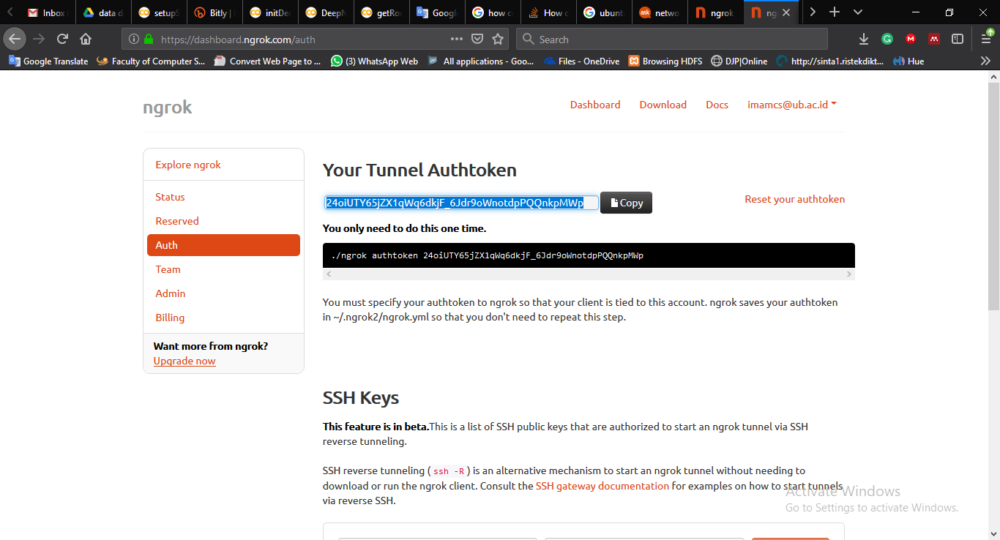 Inbox
data d
setupS
Bitly |
initDe
DeepN
getRo
Googl
how c
How c
ubunt
netwo
ngrok
ng
https://dashboard.ngrok.com/auth
Search
Google Translate
Faculty of Computer S...
Convert Web Page to ...
(3) WhatsApp Web
All applications - Goo...
Files - OneDrive
Browsing HDFS
DJP|Online
http://sinta1.ristekdikt...
Hue
ngrok
Dashboard
Download
Docs
imamcs@ub.ac.id
Explore ngrok
Status
Reserved
Auth
Team
Admin
Billing
Want more from ngrok?
Upgrade now
Your Tunnel Authtoken
24oiUTY65jZX1qWq6dkjF_6Jdr9oWnotdpPQQnkpMWp
Copy
Reset your authtoken
You only need to do this one time.
./ngrok authtoken 24oiUTY65jZX1qWq6dkjF_6Jdr9oWnotdpPQQnkpMWp
You must specify your authtoken to ngrok so that your client is tied to this account. ngrok saves your authtoken
in ~/.ngrok2/ngrok.yml so that you don't need to repeat this step.
SSH Keys
This feature is in beta.This is a list of SSH public keys that are authorized to start an ngrok tunnel via SSH
reverse tunneling.
SSH reverse tunneling ( ssh -R ) is an alternative mechanism to start an ngrok tunnel without needing to
download or run the ngrok client. Consult the SSH gateway documentation for examples on how to start tunnels
via reverse SSH.
Activate Windows
Go to Settings to activate Windows.